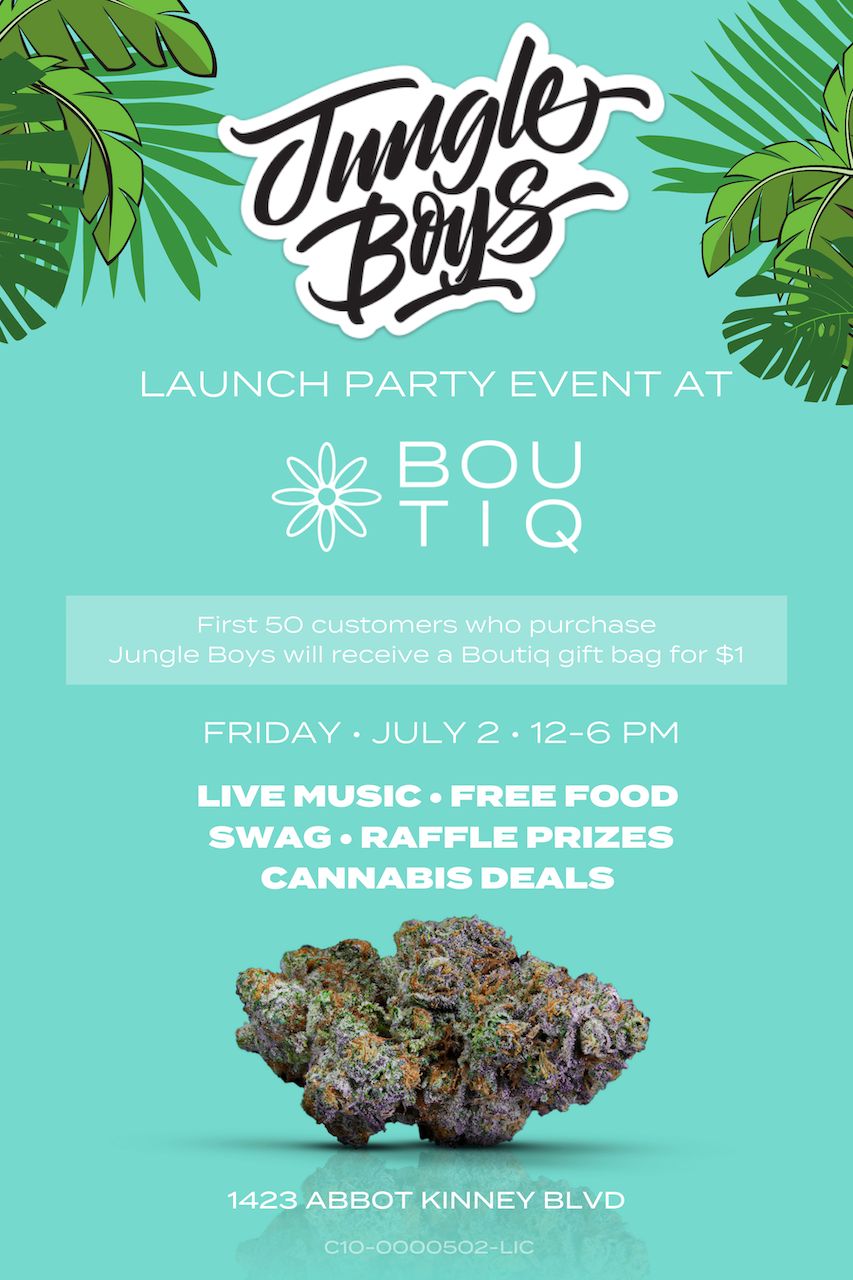 Jungle
Boys
LAUNCH PARTY EVENT AT
BOU
TIQ
First 50 customers who purchase
Jungle Boys will receive a Boutiq gift bag for $1
FRIDAY • JULY 2 • 12-6 PM
LIVE MUSIC • FREE FOOD
SWAG • RAFFLE PRIZES
CANNABIS DEALS
1423 ABBOT KINNEY BLVD
C10-0000502-LIC